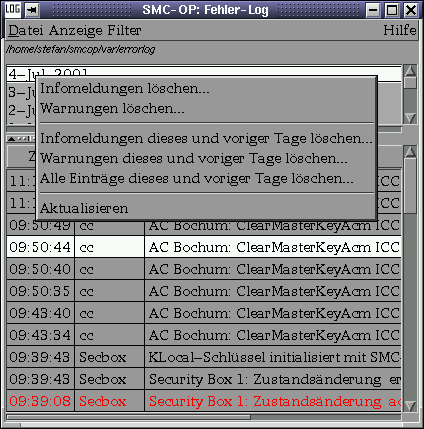 LOG SMC-OP: Fehler-Log
Datei Anzeige Filter Hilfe
/home/stefan/smcop/var/errorlog
4-Jul-2001
3-Ju
2-Ju
Infomeldungen löschen...
Warnungen löschen...
Infomeldungen dieses und voriger Tage löschen...
Warnungen dieses und voriger Tage löschen...
Alle Einträge dieses und voriger Tage löschen...
Aktualisieren
Z
11:1 ICC
11:1 ICC
09:50:49 cc AC Bochum: ClearMasterKeyAcm ICC
09:50:44 cc AC Bochum: ClearMasterKeyAcm ICC
09:50:40 cc AC Bochum: ClearMasterKeyAcm ICC
09:50:35 cc AC Bochum: ClearMasterKeyAcm ICC
09:43:40 cc AC Bochum: ClearMasterKeyAcm ICC
09:43:34 cc AC Bochum: ClearMasterKeyAcm ICC
09:39:43 Secbox KLocal-Schlüssel initialisiert mit SMC-
09:39:43 Secbox Security Box 1: Zustandsänderung er
09:39:08 Secbox Security Box 1: Zustandsänderung ac